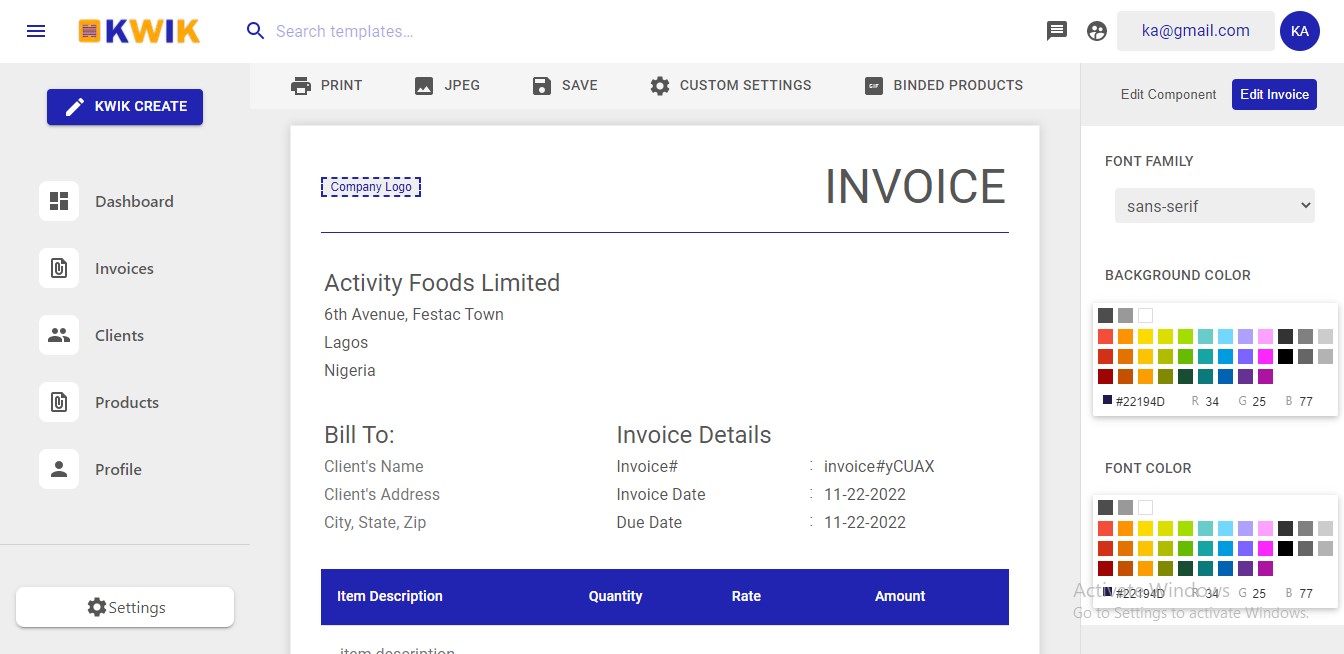 KWIK
Search templates...
ka@gmail.com
KA
KWIK CREATE
PRINT
JPEG
SAVE
CUSTOM SETTINGS
GIF
BINDED PRODUCTS
Edit Component
Edit Invoice
Dashboard
Invoices
Clients
Products
Profile
Settings
Company Logo
INVOICE
Activity Foods Limited
6th Avenue, Festac Town
Lagos
Nigeria
Bill To:
Client's Name
Client's Address
City, State, Zip
Invoice Details
Invoice# : invoice#yCUAX
Invoice Date : 11-22-2022
Due Date : 11-22-2022
Item Description Quantity Rate Amount
item description
FONT FAMILY
sans-serif
BACKGROUND COLOR
#22194D R 34 G 25 B 77
FONT COLOR
#22194D R 34 G 25 B 77
Activate Windows
Go to Settings to activate Windows.